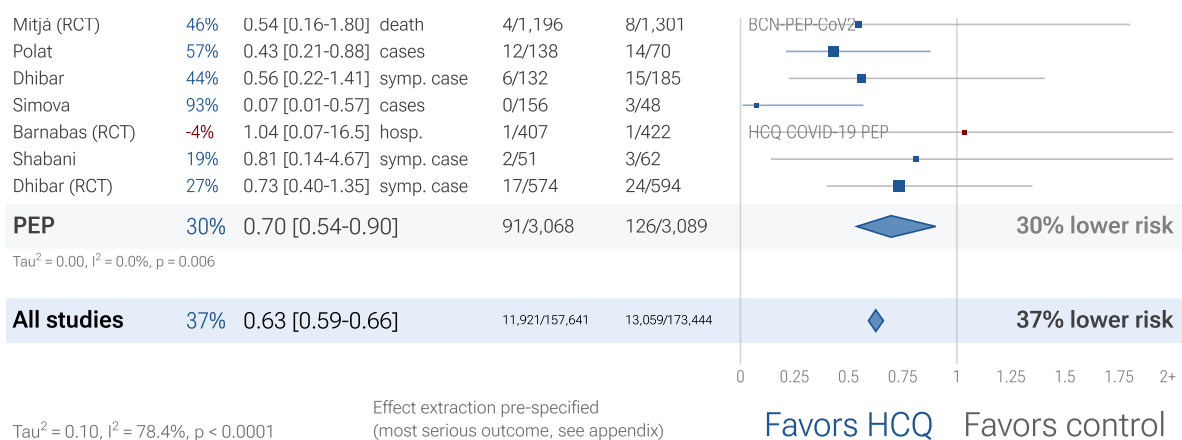 Mitjà (RCT) 46% 0.54 [0.16-1.80] death 4/1,196 8/1,301 BCN-PEP-CoV2
Polat 57% 0.43 [0.21-0.88] cases 12/138 14/70
Dhibar 44% 0.56 [0.22-1.41] symp. case 6/132 15/185
Simova 93% 0.07 [0.01-0.57] cases 0/156 3/48
Barnabas (RCT) -4% 1.04 [0.07-16.5] hosp. 1/407 1/422 HCQ COVID-19 PEP
Shabani 19% 0.81 [0.14-4.67] symp. case 2/51 3/62
Dhibar (RCT) 27% 0.73 [0.40-1.35] symp. case 17/574 24/594
PEP 30% 0.70 [0.54-0.90] 91/3,068 126/3,089 30% lower risk
Tau² = 0.00, I² = 0.0%, p = 0.006
All studies 37% 0.63 [0.59-0.66] 11,921/157,641 13,059/173,444 37% lower risk
0 0.25 0.5 0.75 1 1.25 1.5 1.75 2+
Effect extraction pre-specified
Tau² = 0.10, I² = 78.4%, p < 0.0001 (most serious outcome, see appendix) Favors HCQ Favors control